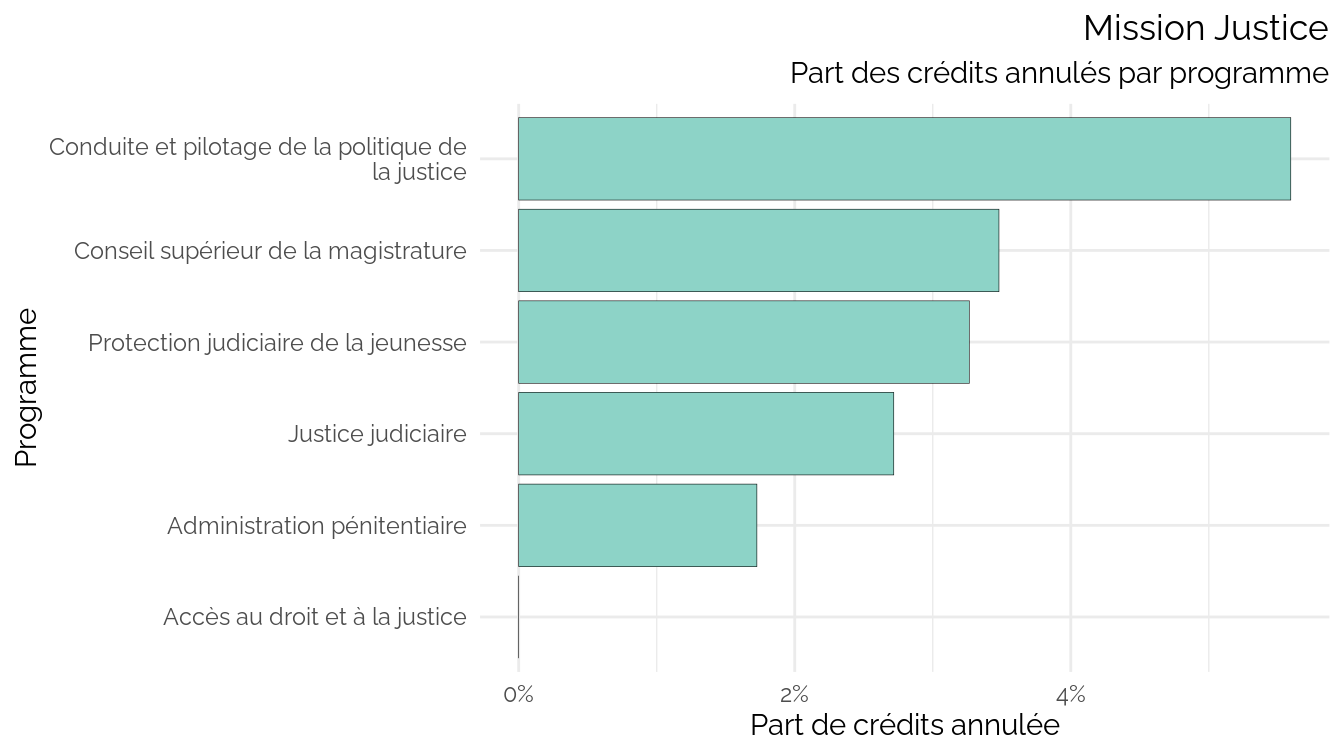 Mission Justice
Part des crédits annulés par programme
Programme
Conduite et pilotage de la politique de
la justice
Conseil supérieur de la magistrature
Protection judiciaire de la jeunesse
Justice judiciaire
Administration pénitentiaire
Accès au droit et à la justice
0% 2% 4%
Part de crédits annulée